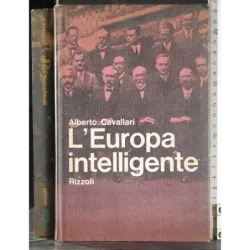 Alberto Cavallari
L'Europa
intelligente
Rizzoli